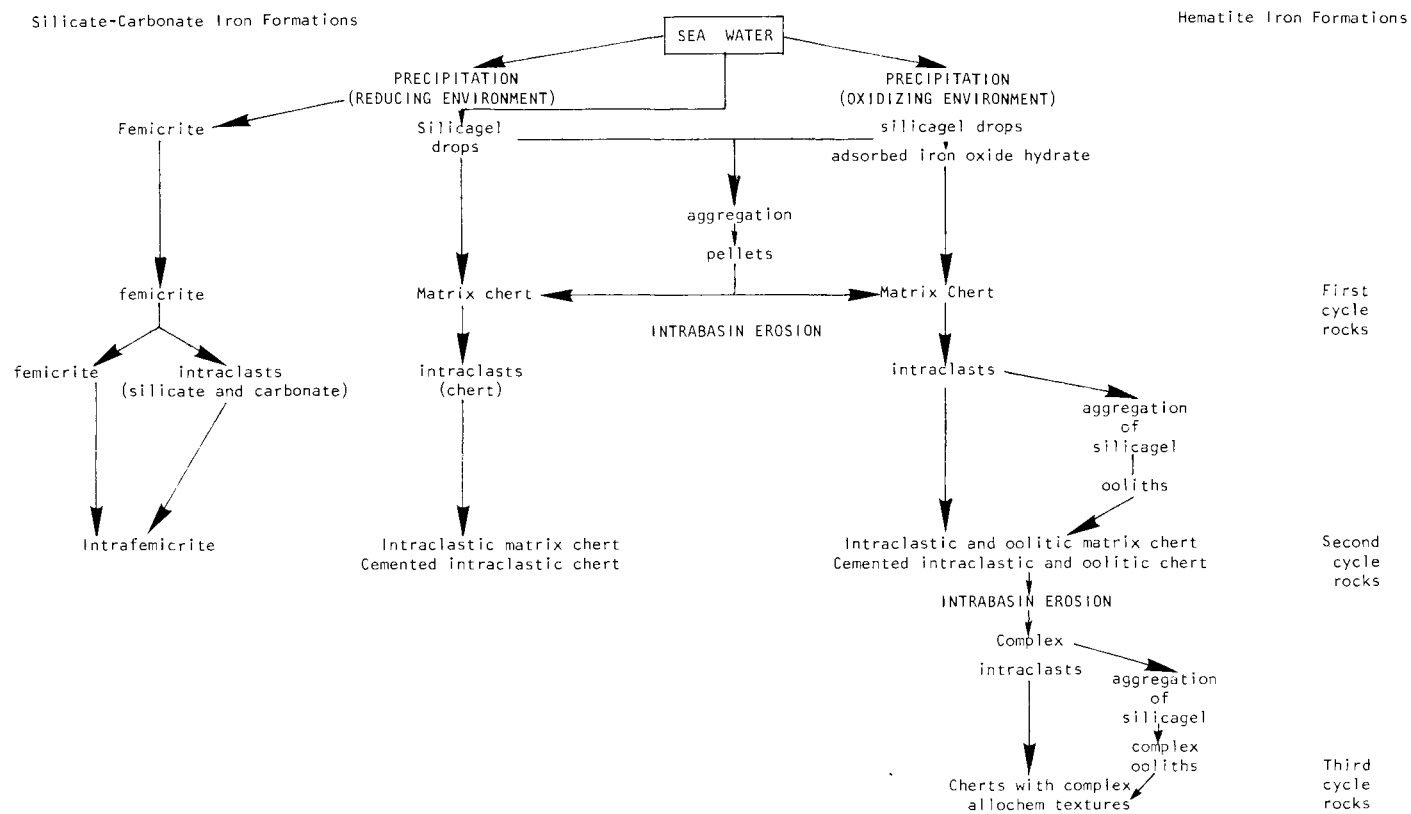 Silicate-Carbonate Iron Formations
Hematite Iron Formations
SEA WATER
PRECIPITATION
(REDUCING ENVIRONMENT)
PRECIPITATION
(OXIDIZING ENVIRONMENT)
Femicrite
Silicagel
drops
silicagel drops
adsorbed iron oxide hydrate
aggregation
pellets
femicrite
Matrix chert
Matrix Chert
First
cycle
rocks
INTRABASIN EROSION
femicrite
intraclasts
(silicate and carbonate)
intraclasts
(chert)
intraclasts
aggregation
of
silicagel
ooliths
Intrafemicrite
Intraclastic matrix chert
Cemented intraclastic chert
Intraclastic and oolitic matrix chert
Cemented intraclastic and oolitic chert
Second
cycle
rocks
INTRABASIN EROSION
Complex
intraclasts
aggregation
of
silicagel
complex
ooliths
Cherts with complex
allochem textures
Third
cycle
rocks